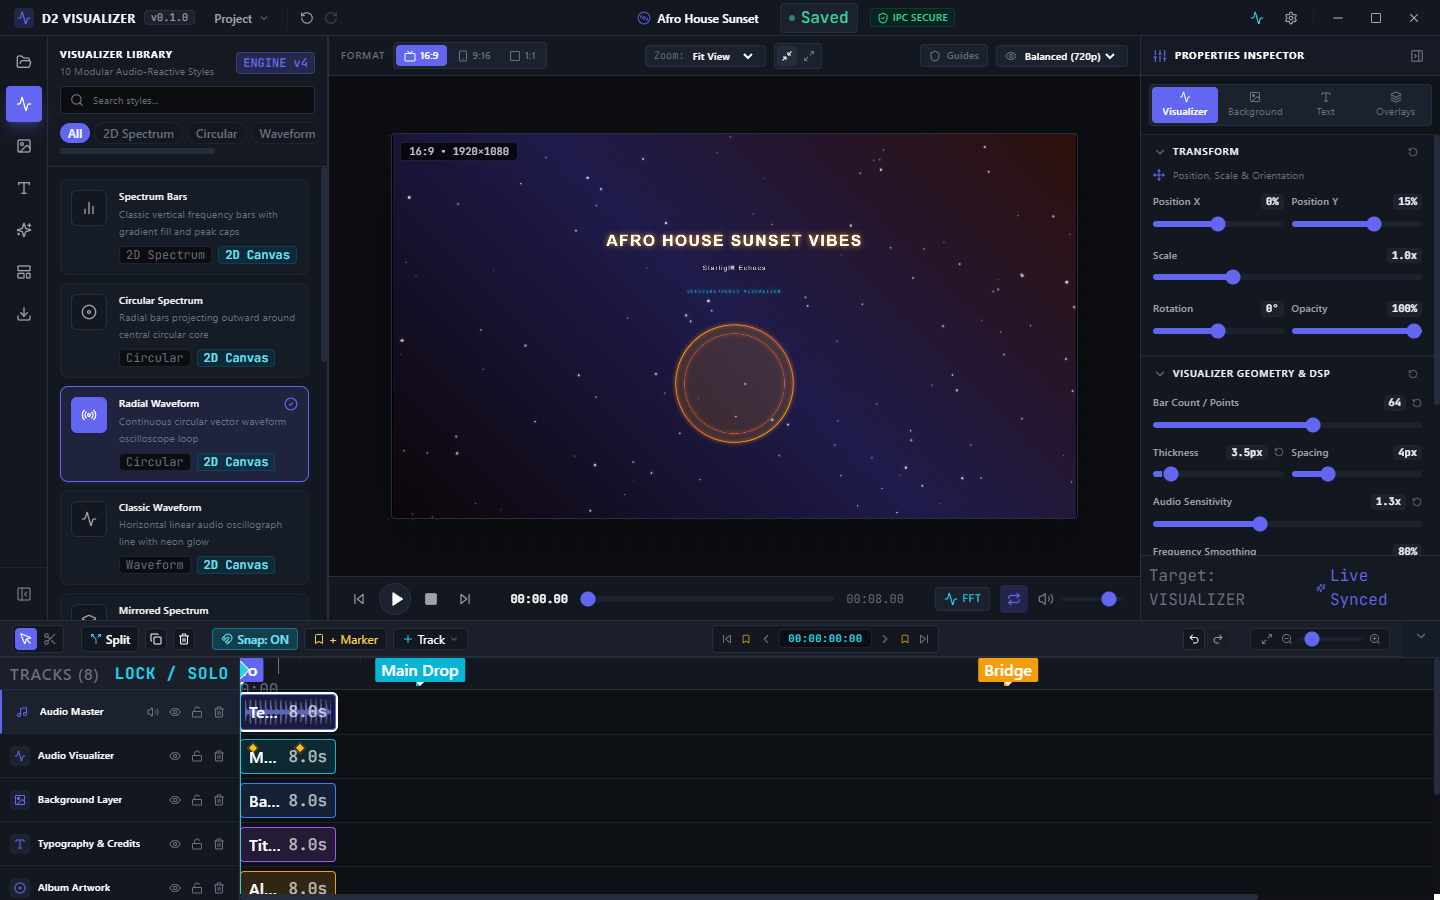 D2 VISUALIZER v0.1.0 Project Afro House Sunset Saved IPC SECURE
VISUALIZER LIBRARY
10 Modular Audio-Reactive Styles
ENGINE v4
Search styles...
All 2D Spectrum Circular Waveform
Spectrum Bars
Classic vertical frequency bars with
gradient fill and peak caps
2D Spectrum 2D Canvas
Circular Spectrum
Radial bars projecting outward around
central circular core
Circular 2D Canvas
Radial Waveform
Continuous circular vector waveform
oscilloscope loop
Circular 2D Canvas
Classic Waveform
Horizontal linear audio oscillograph
line with neon glow
Waveform 2D Canvas
Mirrored Spectrum
FORMAT 16:9 9:16 1:1 Zoom: Fit View Guides Balanced (720p)
16:9 • 1920×1080
AFRO HOUSE SUNSET VIBES
Starlight Echoes
OFFICIAL AUDIO VISUALIZER
00:00.00 00:08.00 FFT
PROPERTIES INSPECTOR
Visualizer Background Text Overlays
TRANSFORM
Position, Scale & Orientation
Position X 0% Position Y 15%
Scale 1.0x
Rotation 0° Opacity 100%
VISUALIZER GEOMETRY & DSP
Bar Count / Points 64
Thickness 3.5px Spacing 4px
Audio Sensitivity 1.3x
Frequency Smoothing 80%
Target: VISUALIZER
Live Synced
Split Snap: ON + Marker + Track 00:00:00:00
TRACKS (8) LOCK / SOLO
Main Drop Bridge
Audio Master Te... 8.0s
Audio Visualizer M... 8.0s
Background Layer Ba... 8.0s
Typography & Credits Tit... 8.0s
Album Artwork Al... 8.0s